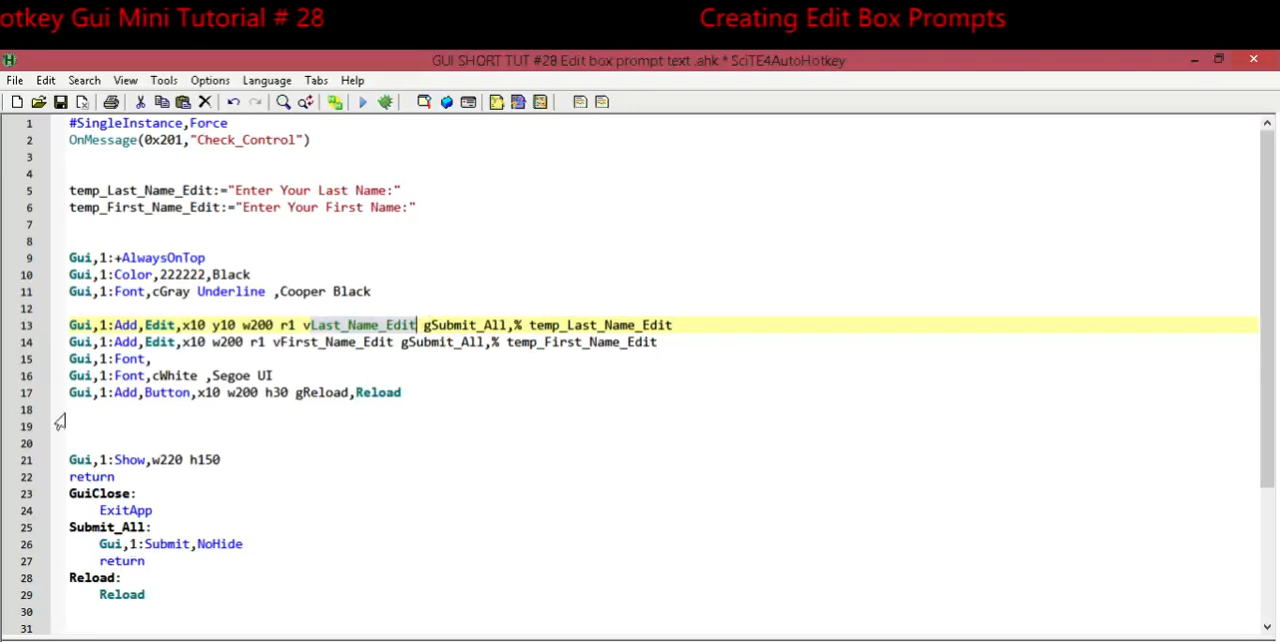 otkey Gui Mini Tutorial # 28
Creating Edit Box Prompts
GUI SHORT TUT #28 Edit box prompt text .ahk * SciTE4AutoHotkey
File Edit Search View Tools Options Language Tabs Help
1 #SingleInstance,Force
2 OnMessage(0x201,"Check_Control")
3
4
5 temp_Last_Name_Edit:="Enter Your Last Name:"
6 temp_First_Name_Edit:="Enter Your First Name:"
7
8
9 Gui,1:+AlwaysOnTop
10 Gui,1:Color,222222,Black
11 Gui,1:Font,cGray Underline ,Cooper Black
12
13 Gui,1:Add,Edit,x10 y10 w200 r1 vLast_Name_Edit gSubmit_All,% temp_Last_Name_Edit
14 Gui,1:Add,Edit,x10 w200 r1 vFirst_Name_Edit gSubmit_All,% temp_First_Name_Edit
15 Gui,1:Font,
16 Gui,1:Font,cWhite ,Segoe UI
17 Gui,1:Add,Button,x10 w200 h30 gReload,Reload
18
19
20
21 Gui,1:Show,w220 h150
22 return
23 GuiClose:
24 ExitApp
25 Submit_All:
26 Gui,1:Submit,NoHide
27 return
28 Reload:
29 Reload
30
31